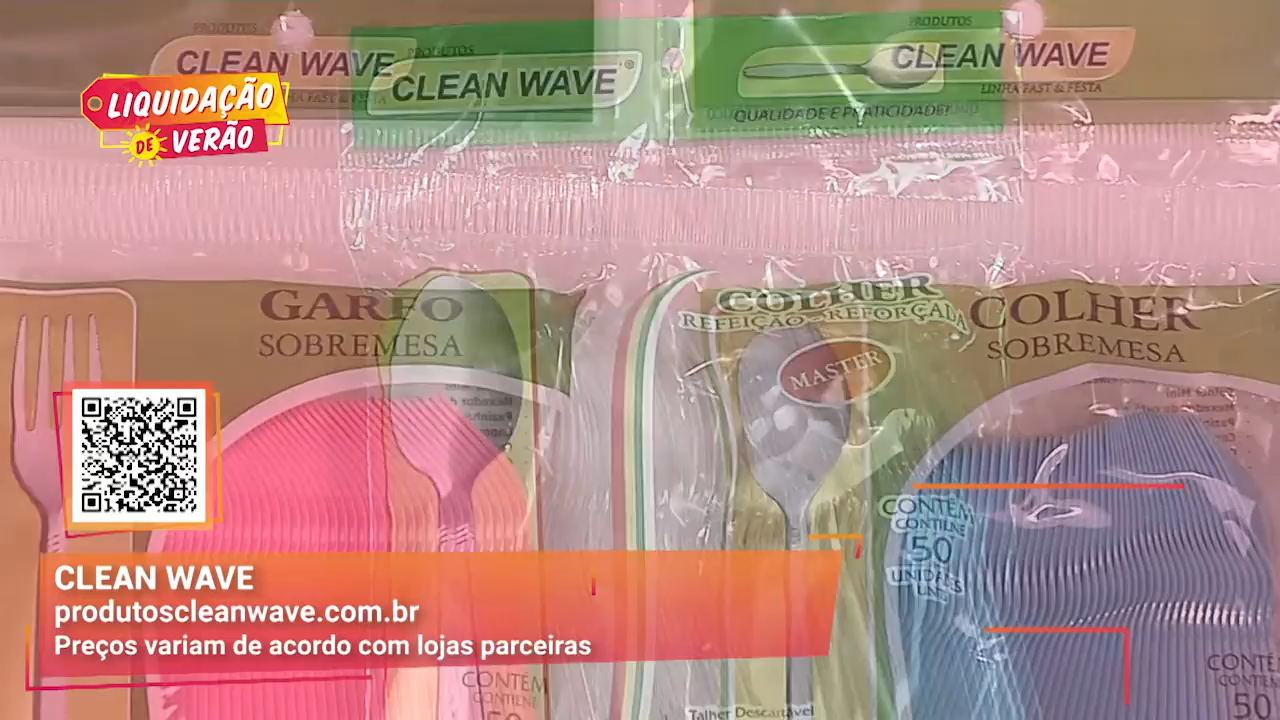 PRODUTOS
CLEAN WAVE
LINHA FAST & FESTA
PRODUTOS
CLEAN WAVE
PRODUTOS
CLEAN WAVE
LINHA FAST & FESTA
QUALIDADE E PRATICIDADE!
LIQUIDAÇÃO
DE VERÃO
GARFO
SOBREMESA
COLHER
REFEIÇÃO - REFORÇADA
MASTER
COLHER
SOBREMESA
CONTÉM
CONTIENE
50
UNIDADES
CLEAN WAVE
produtoscleanwave.com.br
Preços variam de acordo com lojas parceiras
CONTÉM
CONTIENE
50
Talher Descartável
CONTÉM
CONTIENE
50